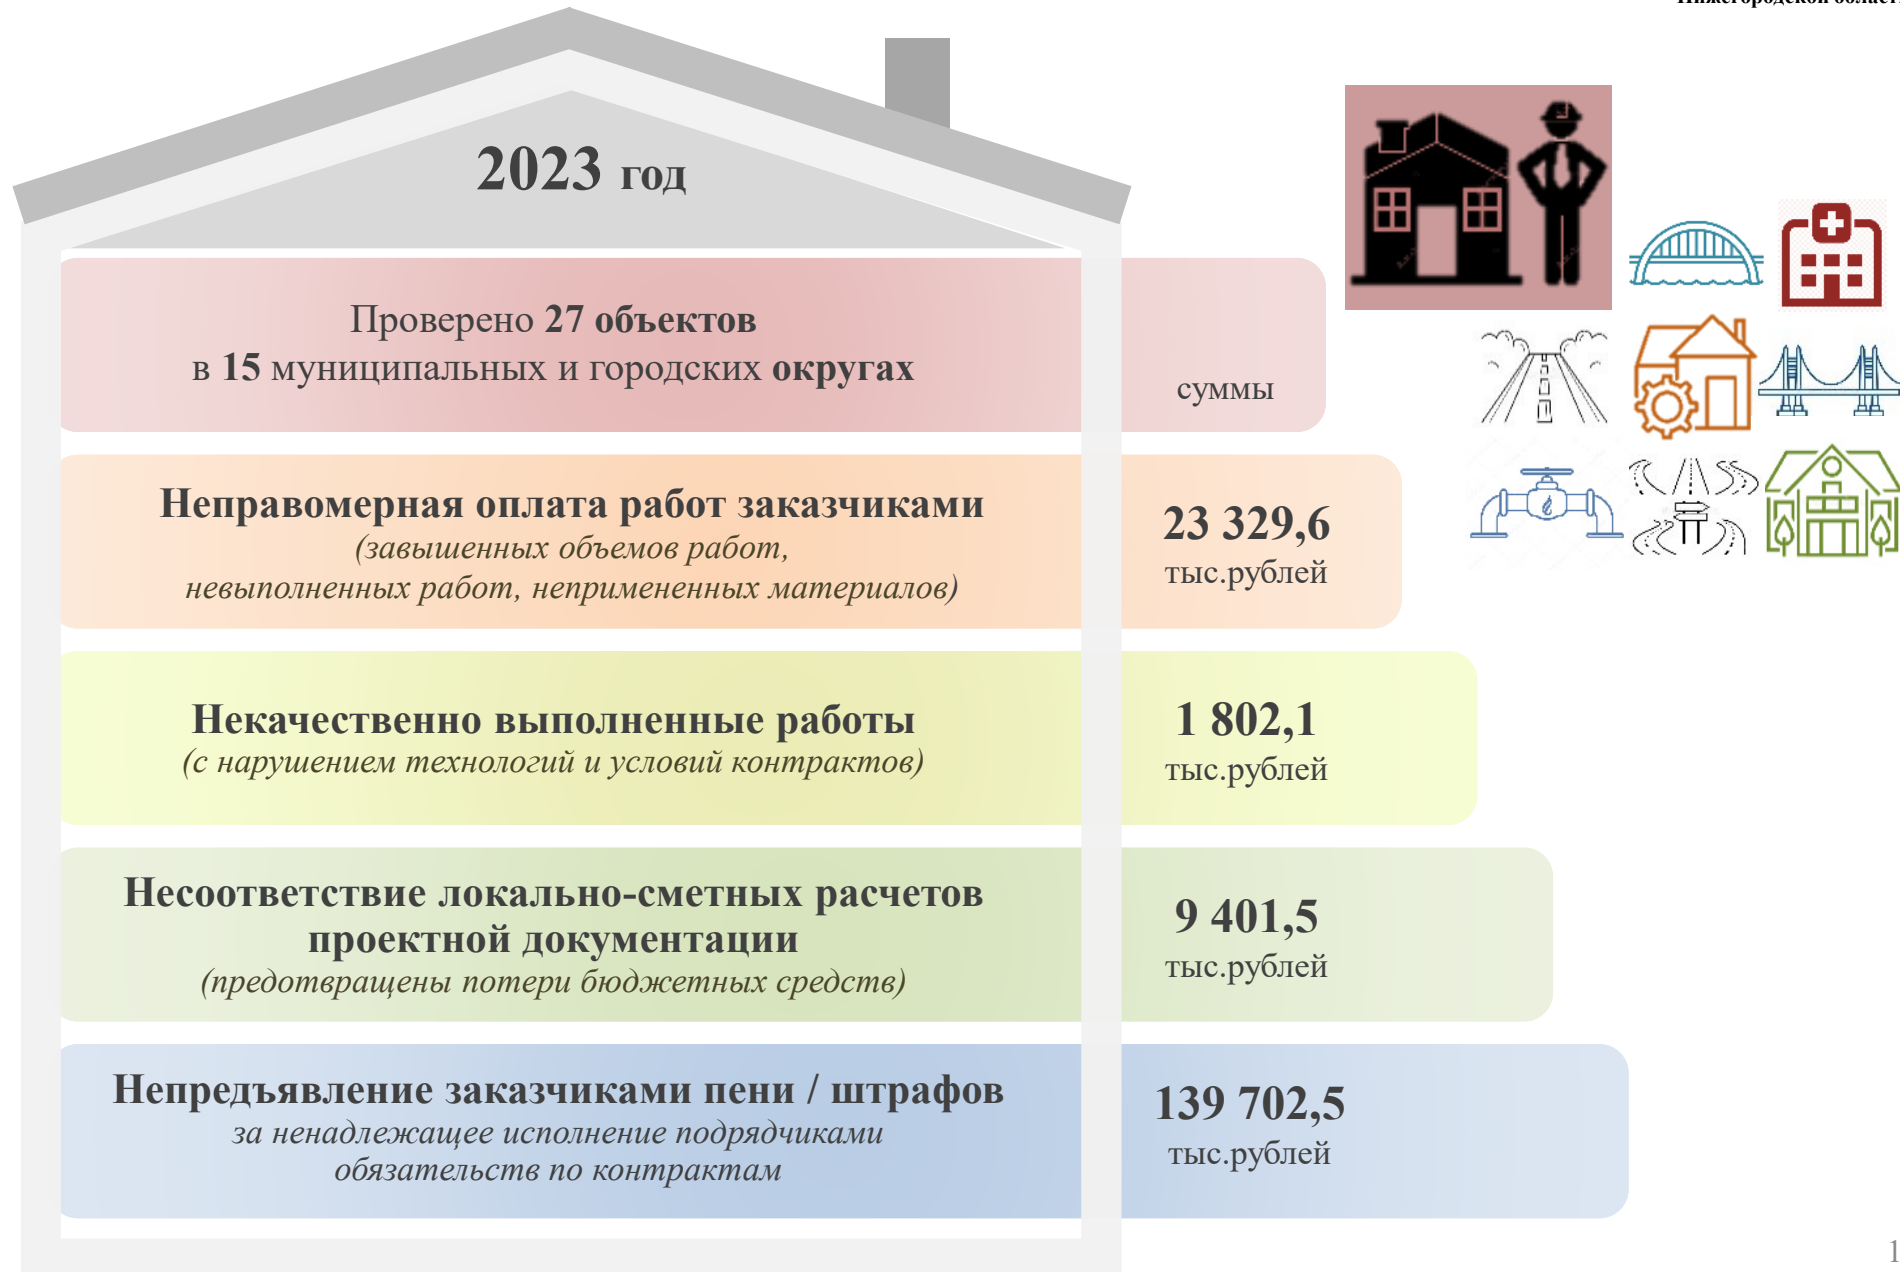 Нижегородской области
2023 год
Проверено 27 объектов
в 15 муниципальных и городских округах
суммы
Неправомерная оплата работ заказчиками
(завышенных объемов работ,
невыполненных работ, непримененных материалов)
23 329,6
тыс.рублей
Некачественно выполненные работы
(с нарушением технологий и условий контрактов)
1 802,1
тыс.рублей
Несоответствие локально-сметных расчетов
проектной документации
(предотвращены потери бюджетных средств)
9 401,5
тыс.рублей
Непредъявление заказчиками пени / штрафов
за ненадлежащее исполнение подрядчиками
обязательств по контрактам
139 702,5
тыс.рублей
1